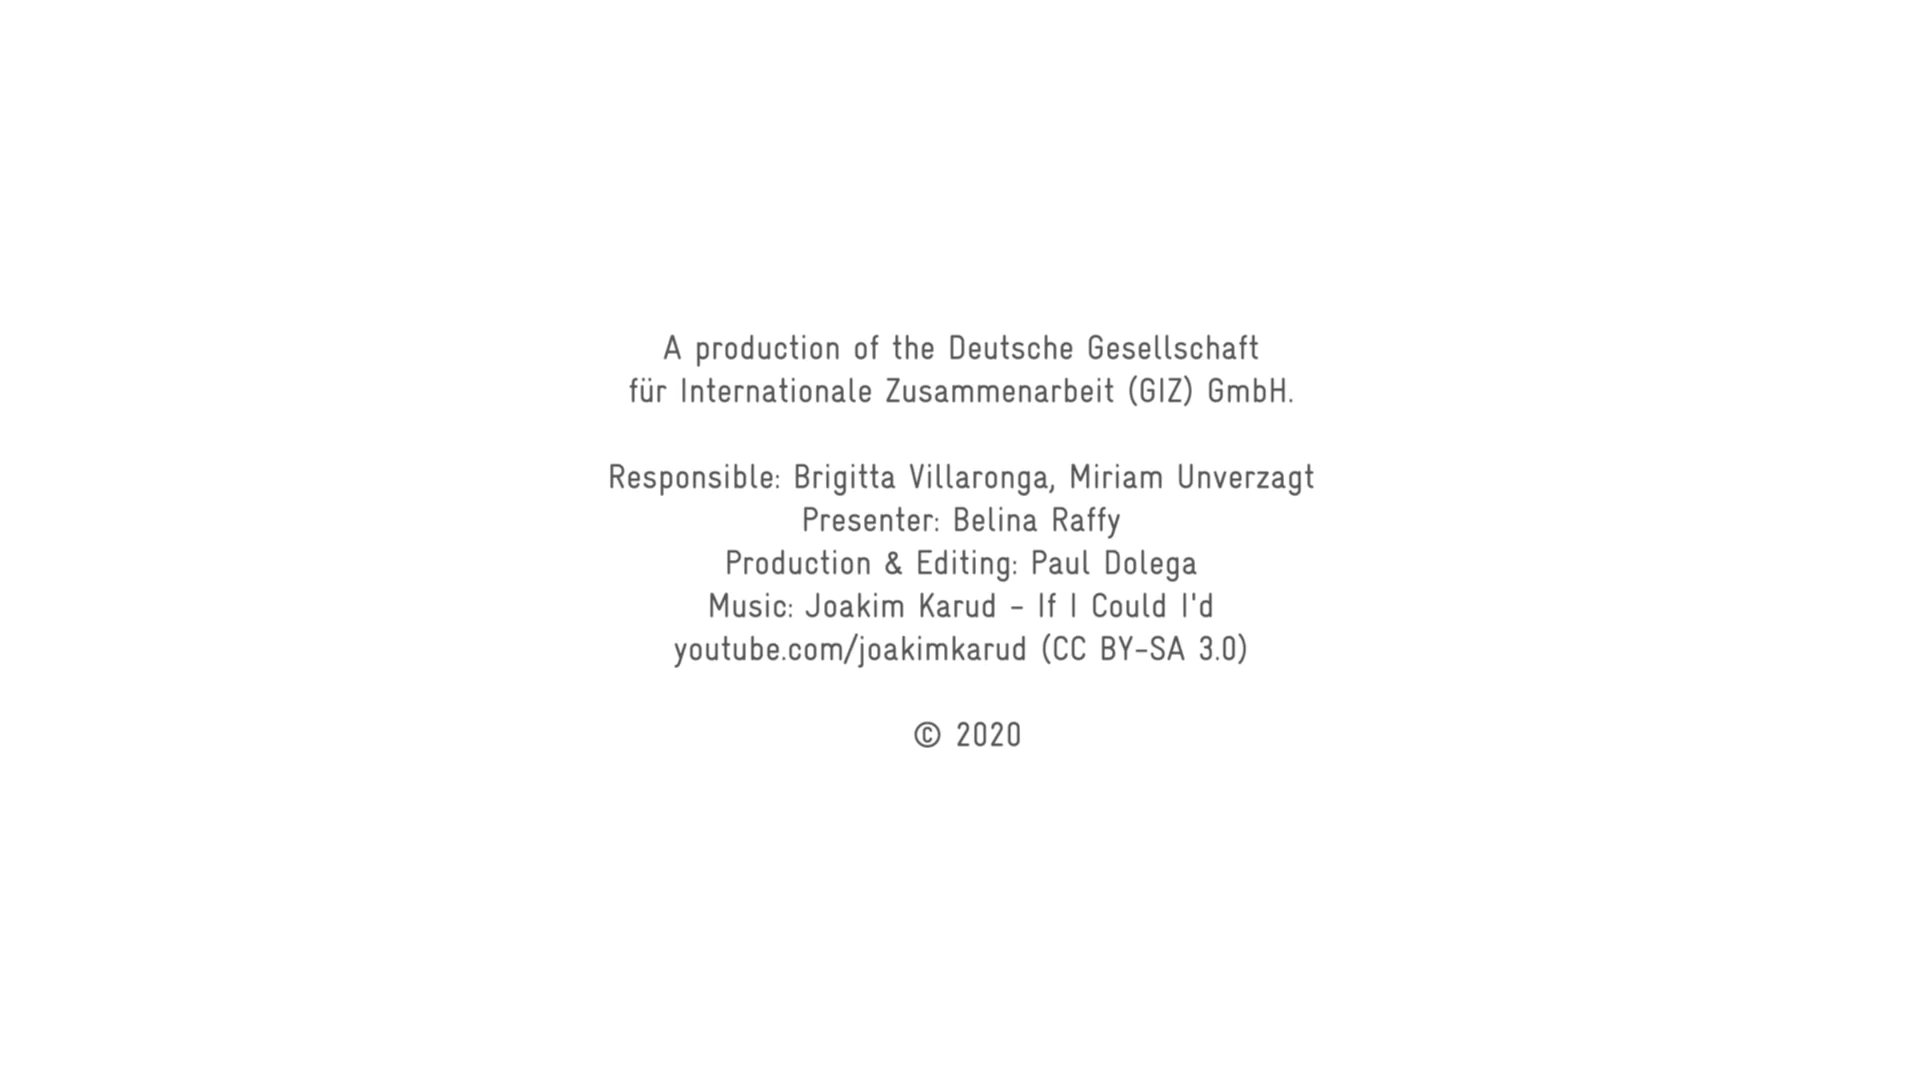 A production of the Deutsche Gesellschaft
für Internationale Zusammenarbeit (GIZ) GmbH.
Responsible: Brigitta Villaronga, Miriam Unverzagt
Presenter: Belina Raffy
Production & Editing: Paul Dolega
Music: Joakim Karud - If I Could I'd
youtube.com/joakimkarud (CC BY-SA 3.0)
© 2020